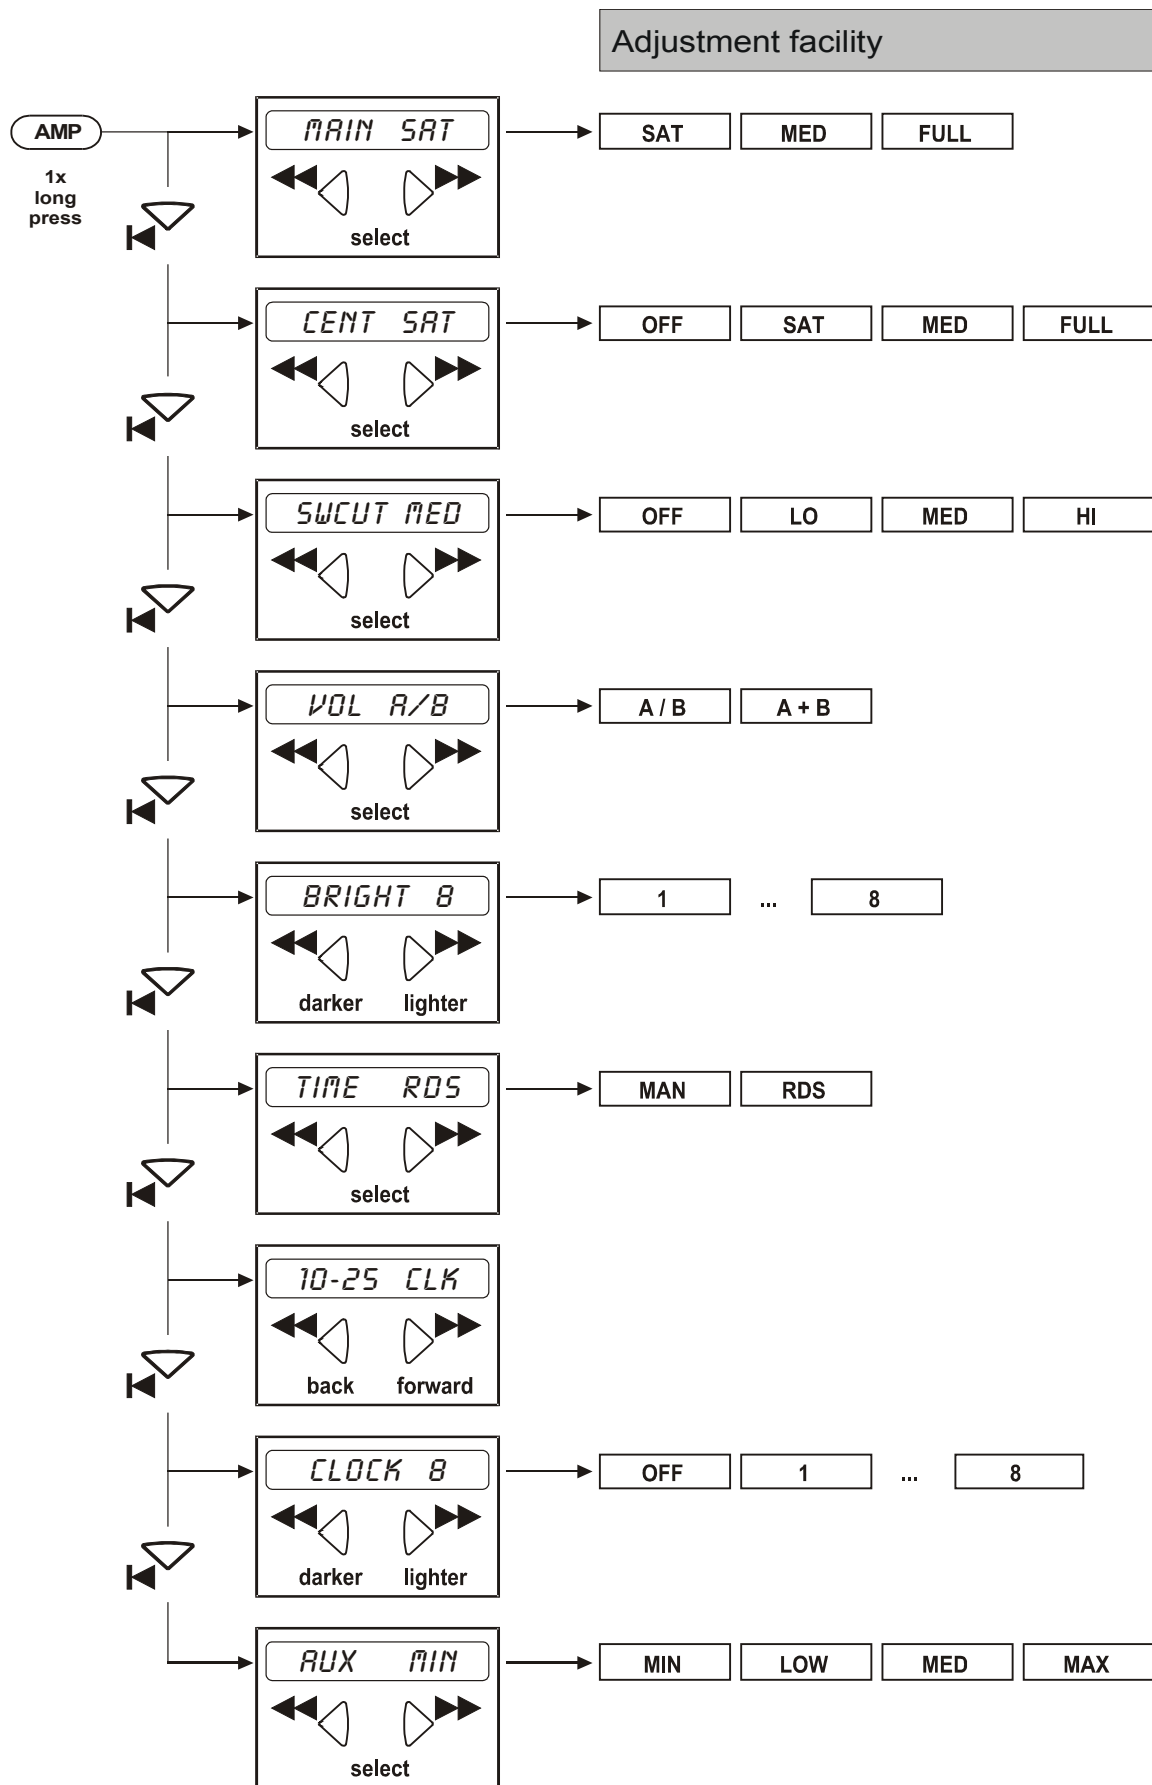 Adjustment facility
AMP
1x
long
press
MAIN SAT
select
SAT MED FULL
CENT SAT
select
OFF SAT MED FULL
SWCUT MED
select
OFF LO MED HI
VOL A/B
select
A / B A + B
BRIGHT 8
darker lighter
1 ... 8
TIME RDS
select
MAN RDS
10-25 CLK
back forward
CLOCK 8
darker lighter
OFF 1 ... 8
AUX MIN
select
MIN LOW MED MAX